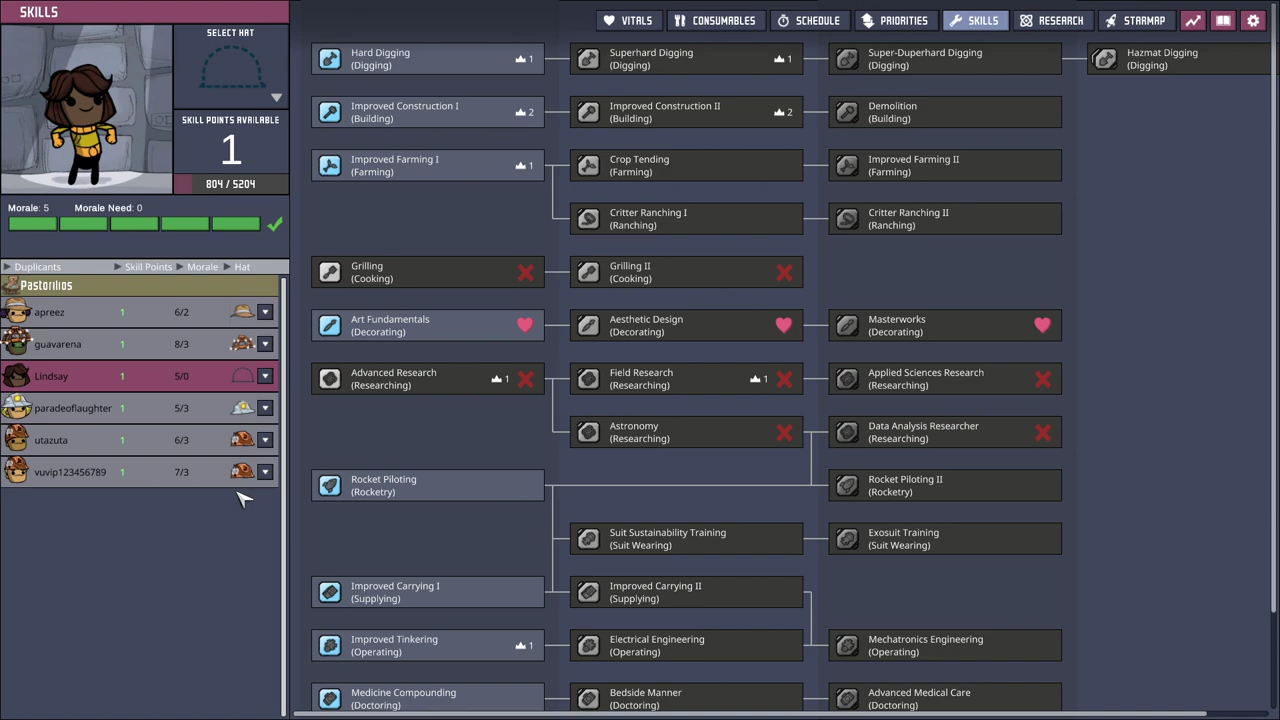 SKILLS
VITALS
CONSUMABLES
SCHEDULE
PRIORITIES
SKILLS
RESEARCH
STARMAP
SELECT HAT
SKILL POINTS AVAILABLE
1
804 / 5204
Morale: 5
Morale Need: 0
Duplicants
Skill Points
Morale
Hat
Pastorilios
apreez 1 6/2
guavarena 1 8/3
Lindsay 1 5/0
paradeoflaughter 1 5/3
utazuta 1 6/3
vuvip123456789 1 7/3
Hard Digging
(Digging)
1
Superhard Digging
(Digging)
1
Super-Duperhard Digging
(Digging)
Hazmat Digging
(Digging)
Improved Construction I
(Building)
2
Improved Construction II
(Building)
2
Demolition
(Building)
Improved Farming I
(Farming)
1
Crop Tending
(Farming)
Improved Farming II
(Farming)
Critter Ranching I
(Ranching)
Critter Ranching II
(Ranching)
Grilling
(Cooking)
Grilling II
(Cooking)
Art Fundamentals
(Decorating)
Aesthetic Design
(Decorating)
Masterworks
(Decorating)
Advanced Research
(Researching)
1
Field Research
(Researching)
1
Applied Sciences Research
(Researching)
Astronomy
(Researching)
Data Analysis Researcher
(Researching)
Rocket Piloting
(Rocketry)
Rocket Piloting II
(Rocketry)
Suit Sustainability Training
(Suit Wearing)
Exosuit Training
(Suit Wearing)
Improved Carrying I
(Supplying)
Improved Carrying II
(Supplying)
Improved Tinkering
(Operating)
1
Electrical Engineering
(Operating)
Mechatronics Engineering
(Operating)
Medicine Compounding
(Doctoring)
Bedside Manner
(Doctoring)
Advanced Medical Care
(Doctoring)